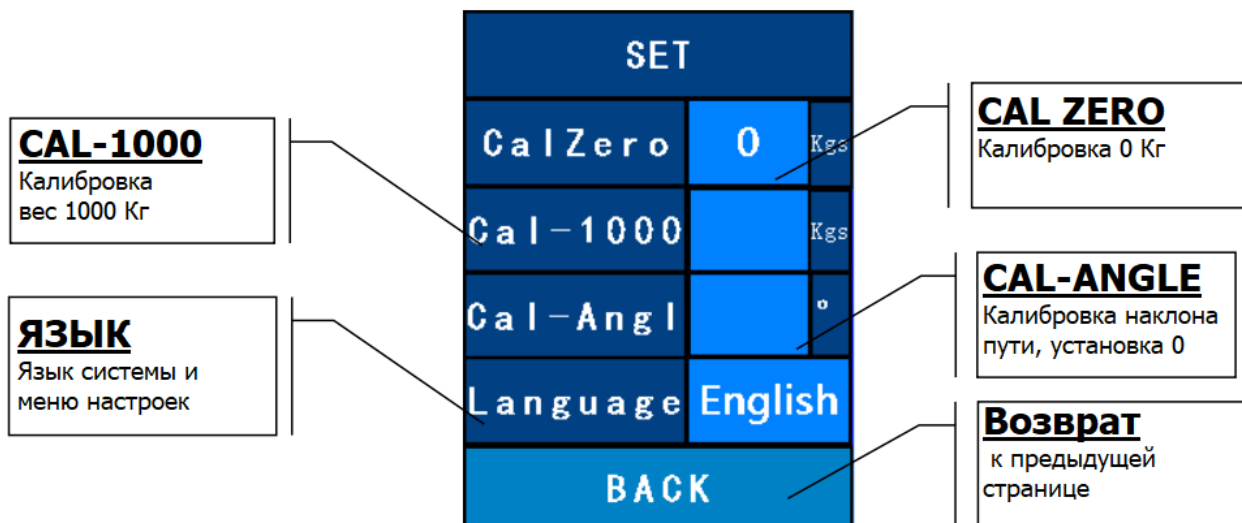 SET
CalZero 0 Kgs
Cal-1000 Kgs
Cal-Angl °
Language English
BACK
CAL-1000
Калибровка
вес 1000 Кг
ЯЗЫК
Язык системы и
меню настроек
CAL ZERO
Калибровка 0 Кг
CAL-ANGLE
Калибровка наклона
пути, установка 0
Возврат
к предыдущей
странице